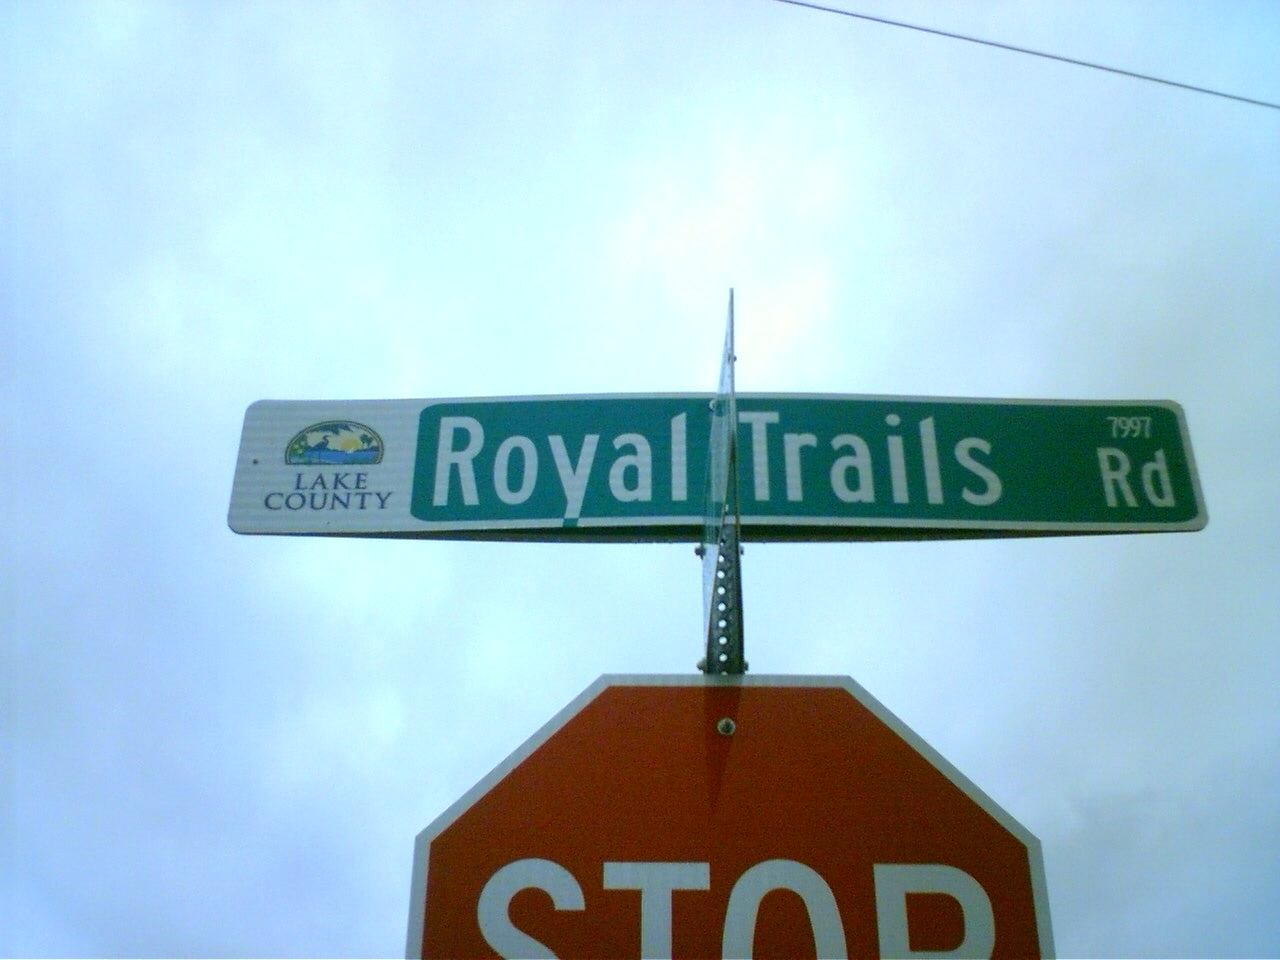 LAKE
COUNTY
Royal Trails
7997
Rd
STOP